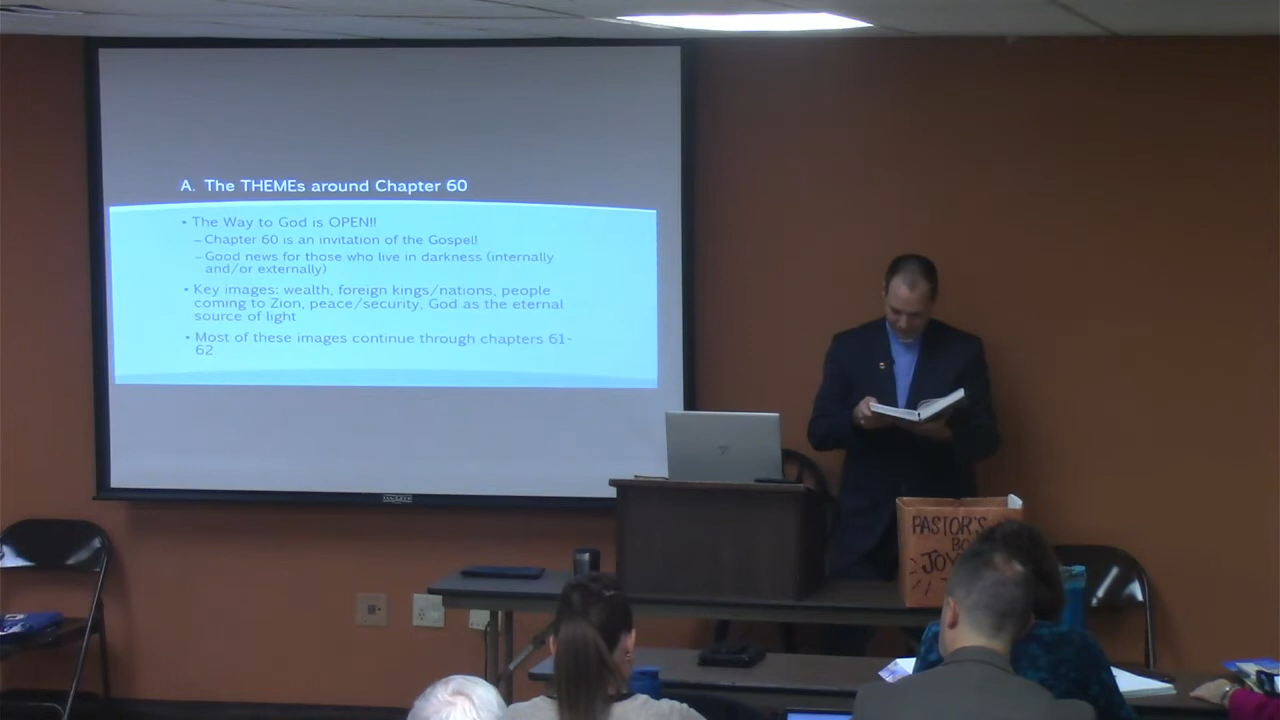 A. The THEMEs around Chapter 60
• The Way to God is OPEN!!
– Chapter 60 is an invitation of the Gospel!
– Good news for those who live in darkness (internally
and/or externally)
• Key images: wealth, foreign kings/nations, people
coming to Zion, peace/security, God as the eternal
source of light
• Most of these images continue through chapters 61-
62
PASTOR'S
JOY